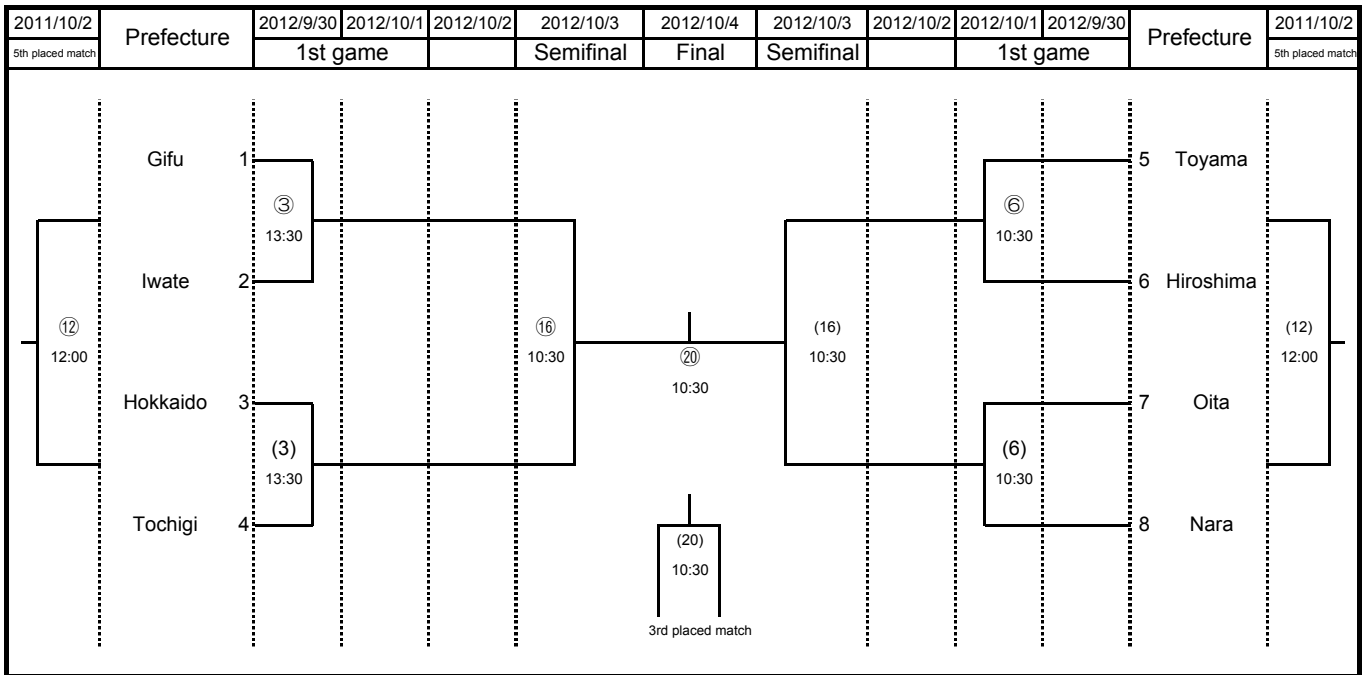 2011/10/2 Prefecture 2012/9/30 2012/10/1 2012/10/2 2012/10/3 2012/10/4 2012/10/3 2012/10/2 2012/10/1 2012/9/30 Prefecture 2011/10/2
5th placed match 1st game Semifinal Final Semifinal 1st game 5th placed match
Gifu 1 5 Toyama
③ ⑥
13:30 10:30
Iwate 2 6 Hiroshima
⑫ ⑯ (16) (12)
12:00 10:30 ⑳ 10:30 12:00
10:30
Hokkaido 3 7 Oita
(3) (6)
13:30 10:30
Tochigi 4 8 Nara
(20)
10:30
3rd placed match